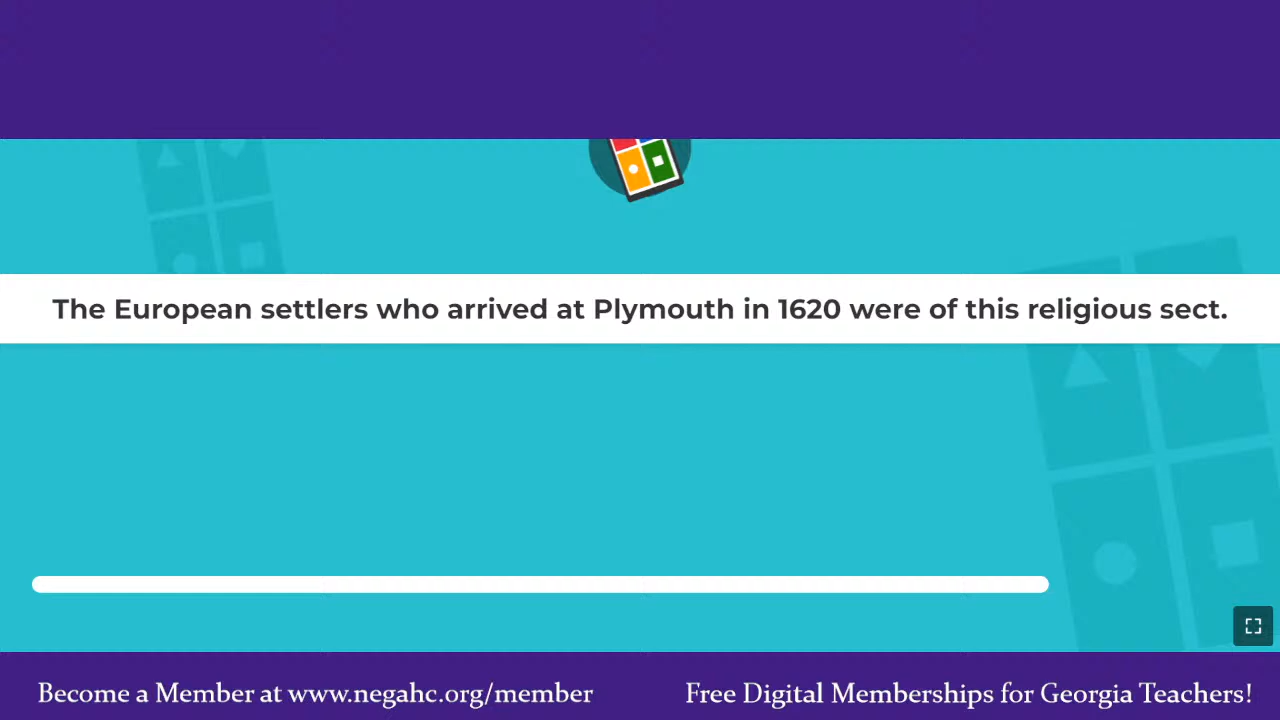 The European settlers who arrived at Plymouth in 1620 were of this religious sect.
Become a Member at www.negahc.org/member
Free Digital Memberships for Georgia Teachers!